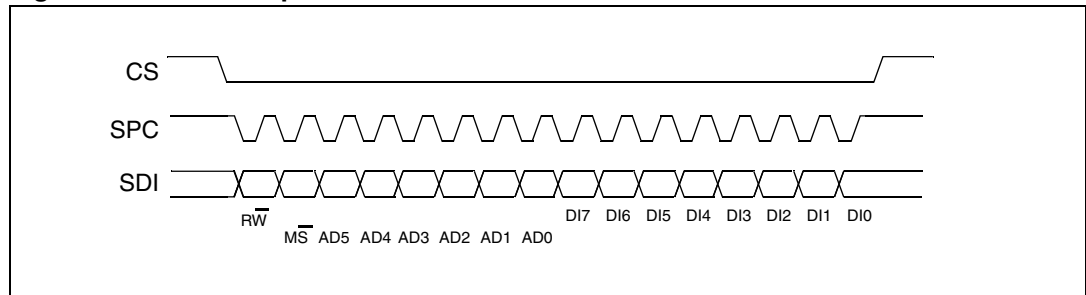 CS
SPC
SDI
RW̅ DI7 DI6 DI5 DI4 DI3 DI2 DI1 DI0
MS̅ AD5 AD4 AD3 AD2 AD1 AD0